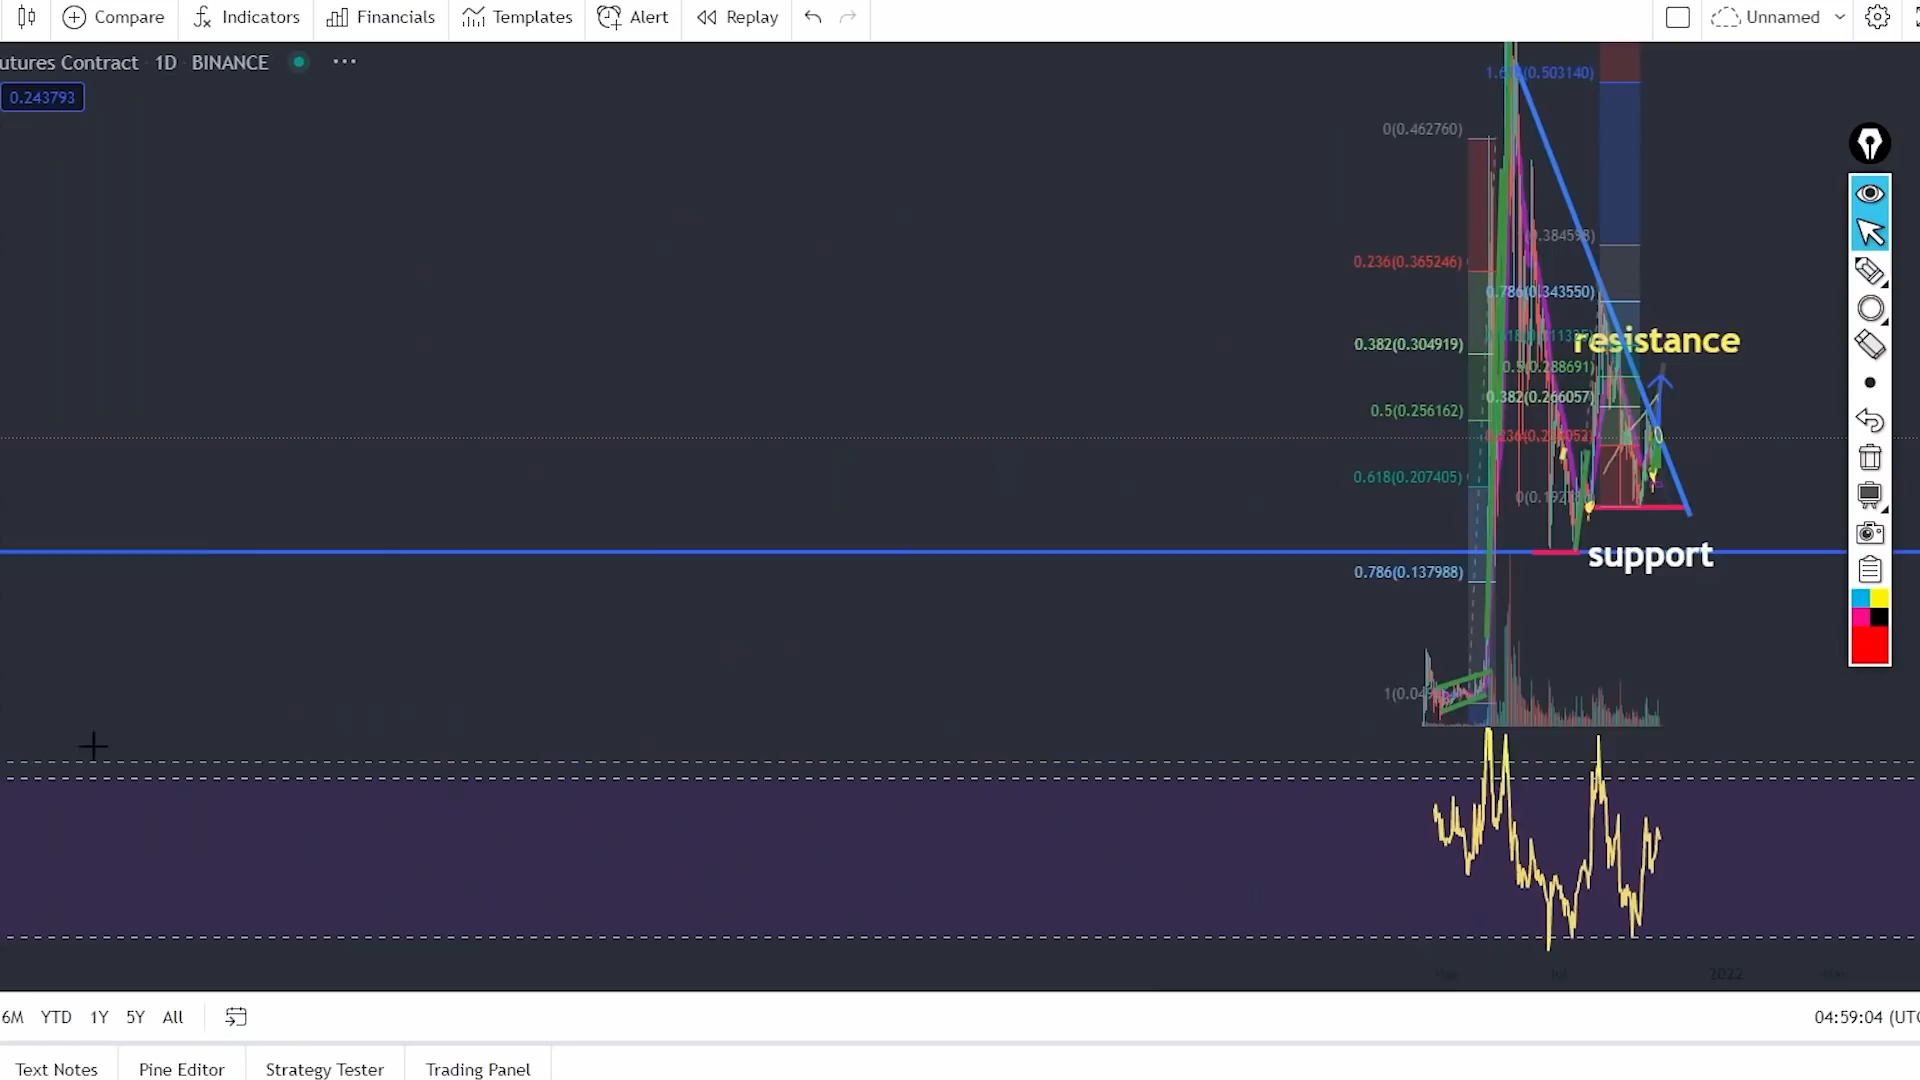 Compare Indicators Financials Templates Alert Replay Unnamed
utures Contract 1D BINANCE
0.243793
(0.503140)
0(0.462760)
0.384598)
0.236(0.365246)
0.786(0.343550)
resistance
0.382(0.304919)
0.5(0.288691)
0.382(0.266057)
0.5(0.256162)
0.618(0.207405)
support
0.786(0.137988)
2022
6M YTD 1Y 5Y All
04:59:04 (UTC
Text Notes Pine Editor Strategy Tester Trading Panel